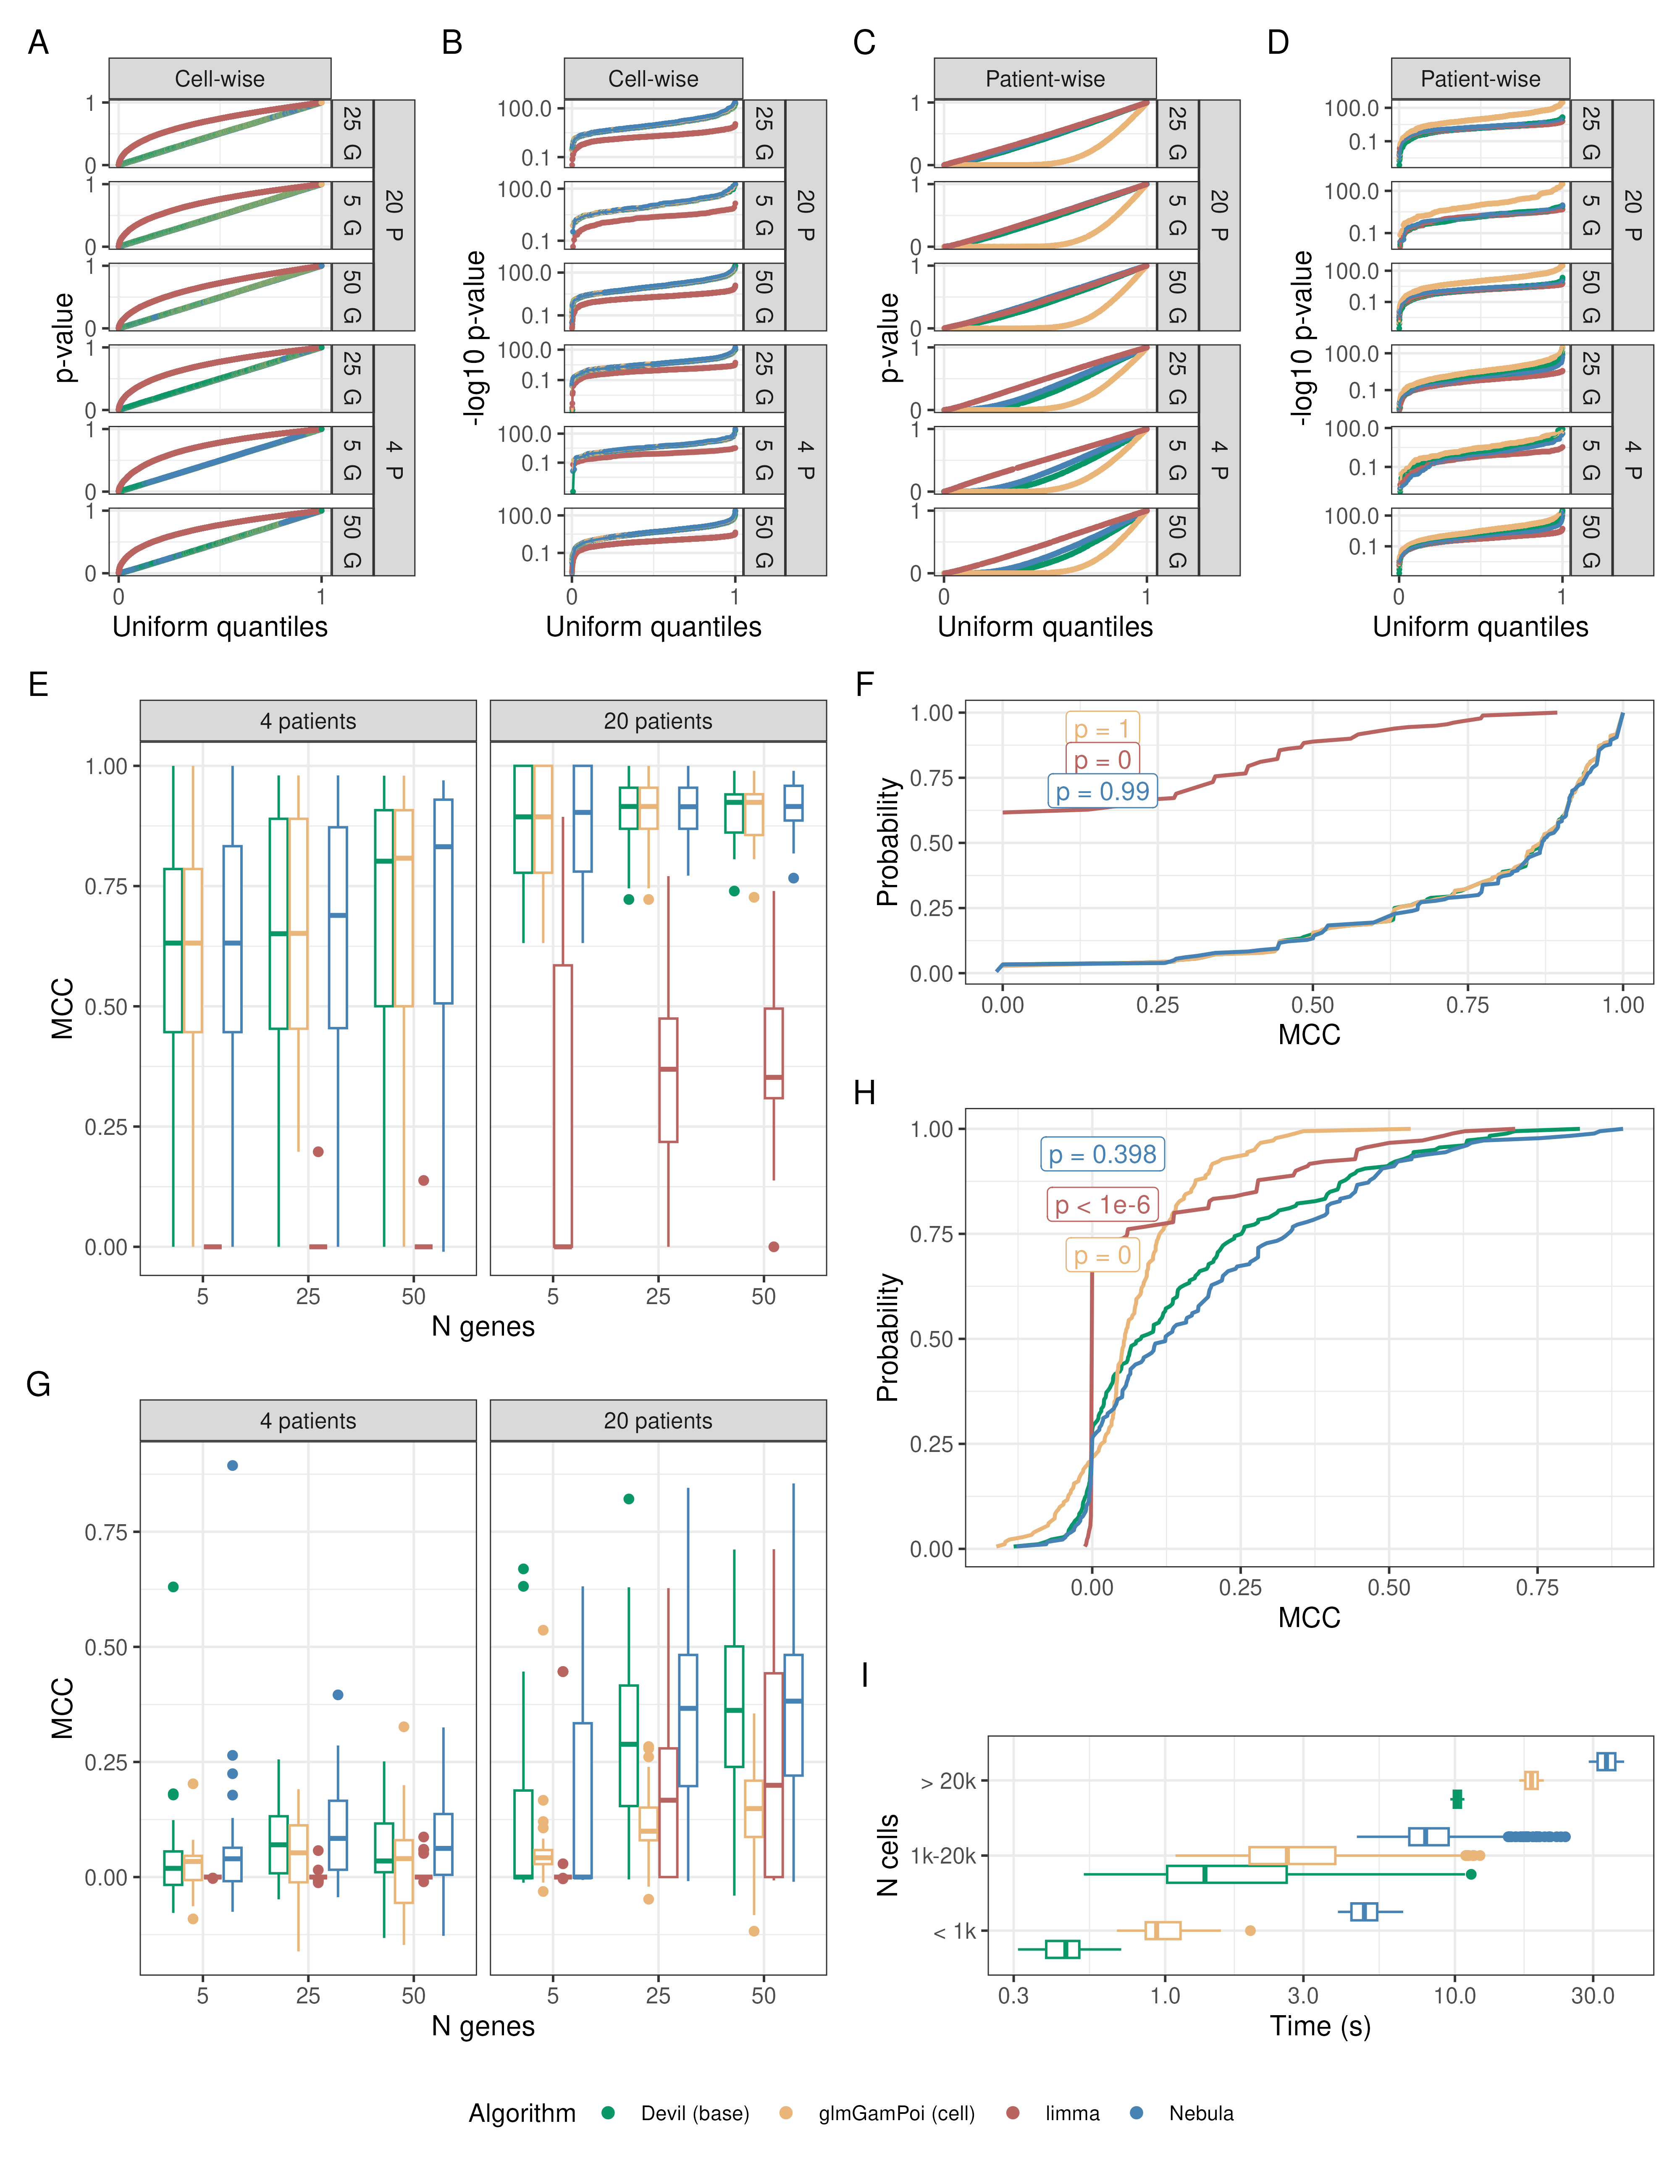 A
Cell-wise
p-value
1
0
1
0
1
0
1
0
1
0
1
0
25 G
5 G
50 G
20 P
25 G
5 G
50 G
4 P
0 1
Uniform quantiles
B
Cell-wise
-log10 p-value
100.0
0.1
100.0
0.1
100.0
0.1
100.0
0.1
100.0
0.1
100.0
0.1
25 G
5 G
50 G
20 P
25 G
5 G
50 G
4 P
0 1
Uniform quantiles
C
Patient-wise
p-value
1
0
1
0
1
0
1
0
1
0
1
0
25 G
5 G
50 G
20 P
25 G
5 G
50 G
4 P
0 1
Uniform quantiles
D
Patient-wise
-log10 p-value
100.0
0.1
100.0
0.1
100.0
0.1
100.0
0.1
100.0
0.1
100.0
0.1
25 G
5 G
50 G
20 P
25 G
5 G
50 G
4 P
0 1
Uniform quantiles
E
4 patients 20 patients
MCC
1.00
0.75
0.50
0.25
0.00
5 25 50 5 25 50
N genes
F
Probability
1.00
0.75
0.50
0.25
0.00
p = 1
p = 0
p = 0.99
0.00 0.25 0.50 0.75 1.00
MCC
G
4 patients 20 patients
MCC
0.75
0.50
0.25
0.00
5 25 50 5 25 50
N genes
H
Probability
1.00
0.75
0.50
0.25
0.00
p = 0.398
p < 1e-6
p = 0
0.00 0.25 0.50 0.75
MCC
I
N cells
> 20k
1k-20k
< 1k
0.3 1.0 3.0 10.0 30.0
Time (s)
Algorithm Devil (base) glmGamPoi (cell) limma Nebula